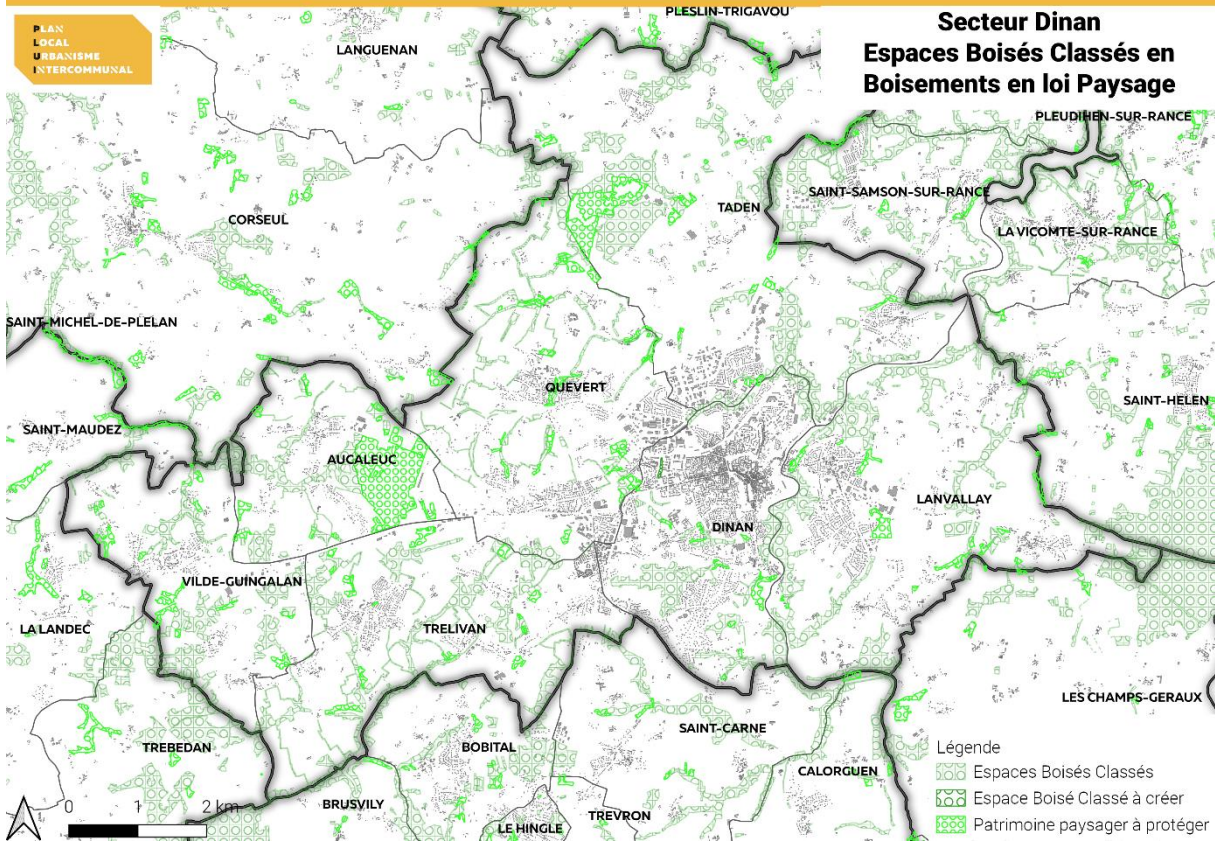 PLAN
LOCAL
URBANISME
INTERCOMMUNAL
Secteur Dinan
Espaces Boisés Classés en
Boisements en loi Paysage
PLESLIN-TRIGAVOU
LANGUENAN
PLEUDIHEN-SUR-RANCE
SAINT-SAMSON-SUR-RANCE
TADEN
CORSEUL
LA VICOMTE-SUR-RANCE
SAINT-MICHEL-DE-PLELAN
QUEVERT
SAINT-HELEN
SAINT-MAUDEZ
AUCALEUC
LANVALLAY
DINAN
VILDE-GUINGALAN
LA LANDEC
TRELIVAN
LES CHAMPS-GERAUX
SAINT-CARNE
TREBEDAN
BOBITAL
CALORGUEN
BRUSVILY
TREVRON
LE HINGLE
0 1 2 km
Légende
Espaces Boisés Classés
Espace Boisé Classé à créer
Patrimoine paysager à protéger